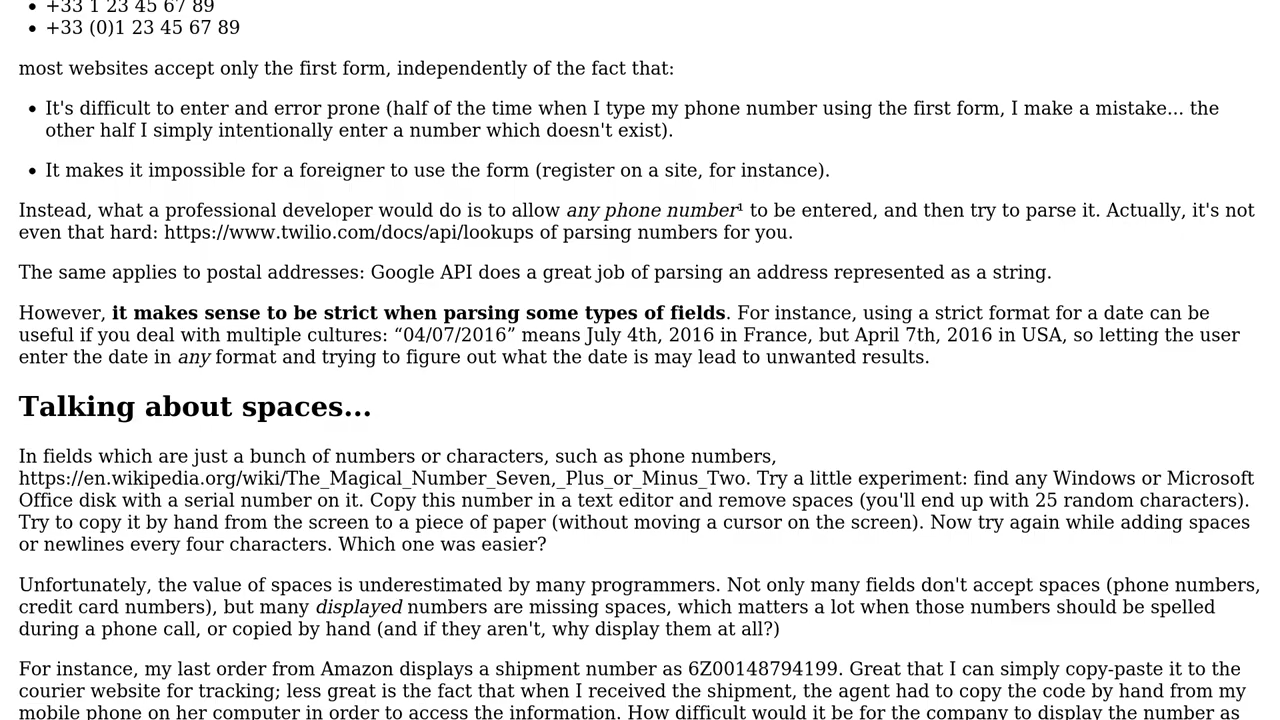 +33 1 23 45 67 89
+33 (0)1 23 45 67 89
most websites accept only the first form, independently of the fact that:
It's difficult to enter and error prone (half of the time when I type my phone number using the first form, I make a mistake... the
other half I simply intentionally enter a number which doesn't exist).
It makes it impossible for a foreigner to use the form (register on a site, for instance).
Instead, what a professional developer would do is to allow any phone number¹ to be entered, and then try to parse it. Actually, it's not
even that hard: https://www.twilio.com/docs/api/lookups of parsing numbers for you.
The same applies to postal addresses: Google API does a great job of parsing an address represented as a string.
However, it makes sense to be strict when parsing some types of fields. For instance, using a strict format for a date can be
useful if you deal with multiple cultures: “04/07/2016” means July 4th, 2016 in France, but April 7th, 2016 in USA, so letting the user
enter the date in any format and trying to figure out what the date is may lead to unwanted results.
Talking about spaces...
In fields which are just a bunch of numbers or characters, such as phone numbers,
https://en.wikipedia.org/wiki/The_Magical_Number_Seven,_Plus_or_Minus_Two. Try a little experiment: find any Windows or Microsoft
Office disk with a serial number on it. Copy this number in a text editor and remove spaces (you'll end up with 25 random characters).
Try to copy it by hand from the screen to a piece of paper (without moving a cursor on the screen). Now try again while adding spaces
or newlines every four characters. Which one was easier?
Unfortunately, the value of spaces is underestimated by many programmers. Not only many fields don't accept spaces (phone numbers,
credit card numbers), but many displayed numbers are missing spaces, which matters a lot when those numbers should be spelled
during a phone call, or copied by hand (and if they aren't, why display them at all?)
For instance, my last order from Amazon displays a shipment number as 6Z00148794199. Great that I can simply copy-paste it to the
courier website for tracking; less great is the fact that when I received the shipment, the agent had to copy the code by hand from my
mobile phone on her computer in order to access the information. How difficult would it be for the company to display the number as